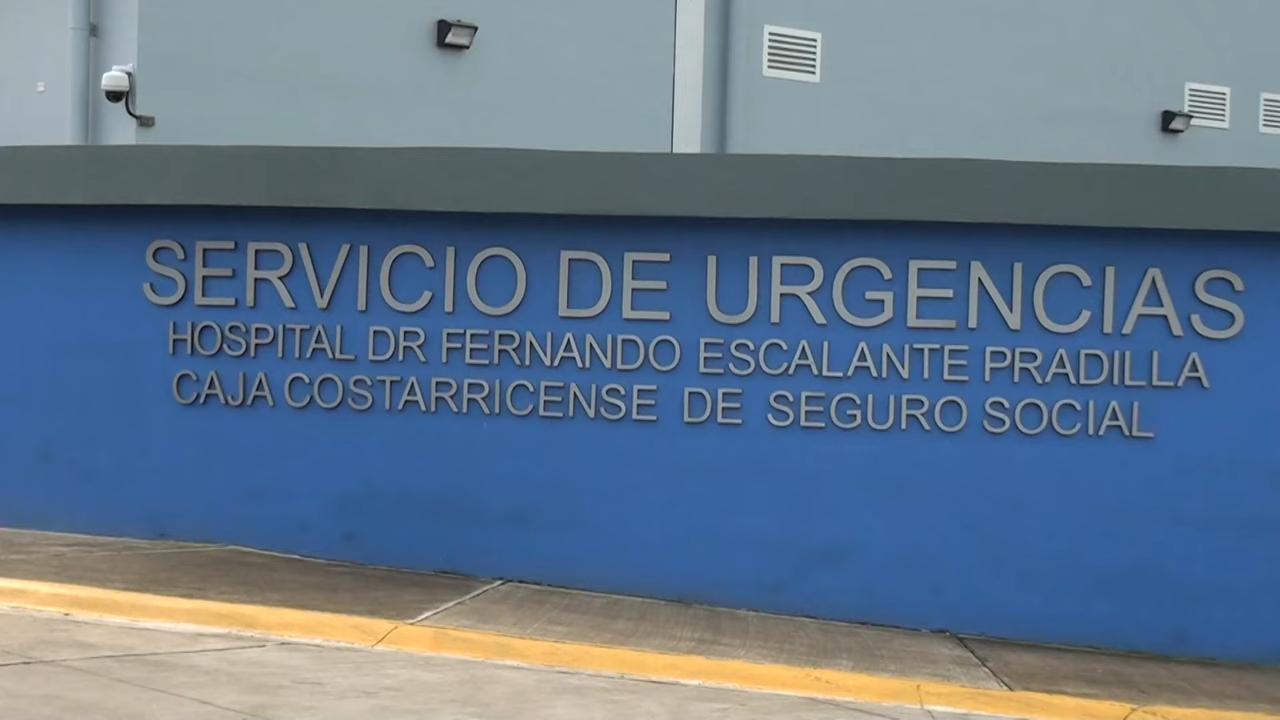 SERVICIO DE URGENCIAS
HOSPITAL DR FERNANDO ESCALANTE PRADILLA
CAJA COSTARRICENSE DE SEGURO SOCIAL